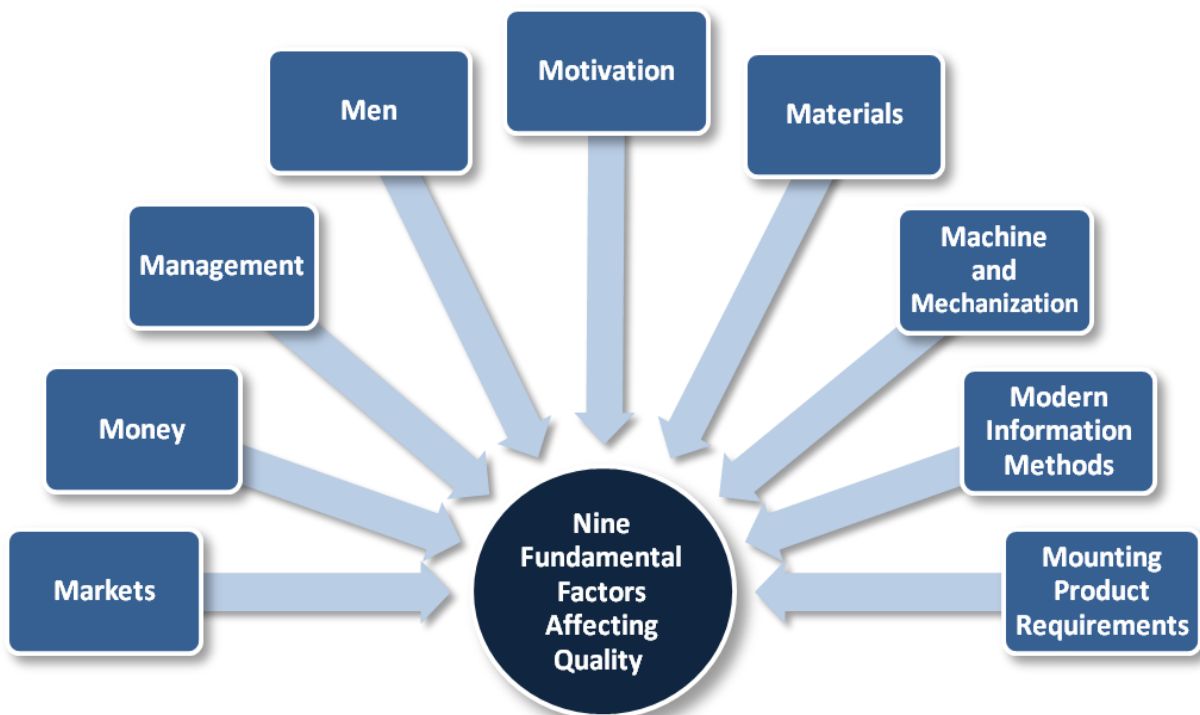 Markets
Money
Management
Men
Motivation
Materials
Machine
and
Mechanization
Modern
Information
Methods
Mounting
Product
Requirements
Nine
Fundamental
Factors
Affecting
Quality